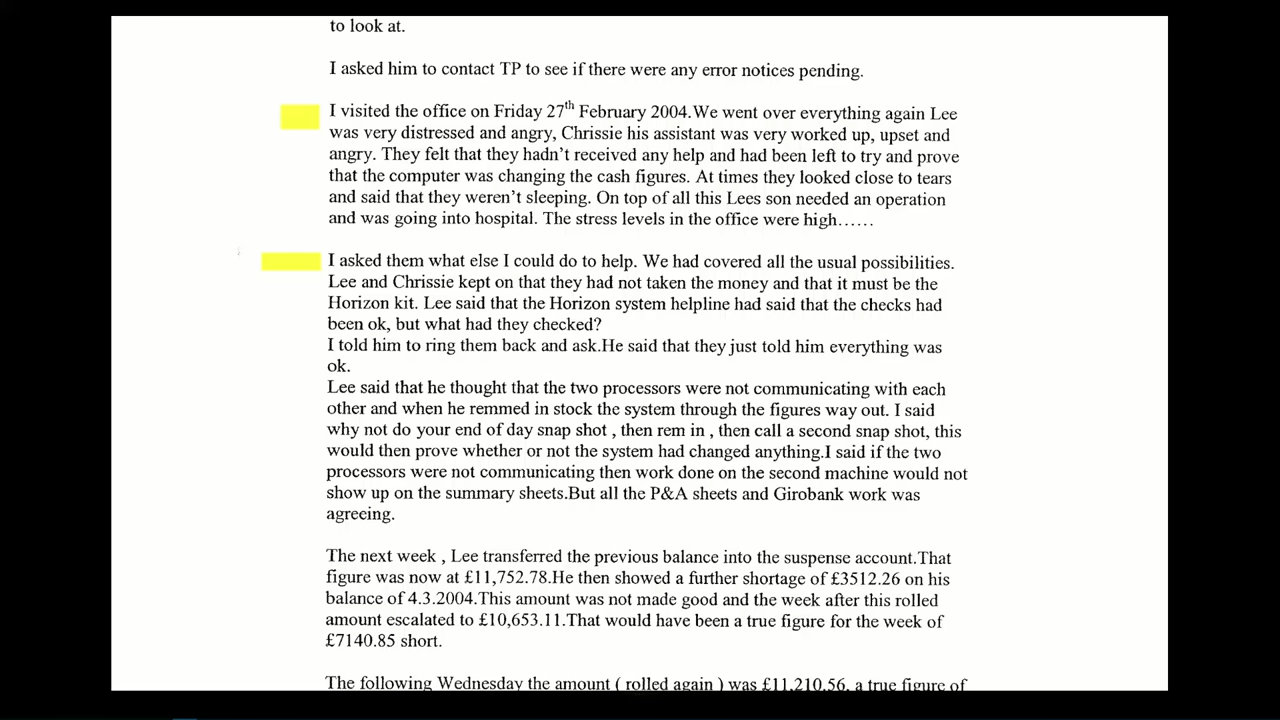 to look at.
I asked him to contact TP to see if there were any error notices pending.
I visited the office on Friday 27th February 2004.We went over everything again Lee
was very distressed and angry, Chrissie his assistant was very worked up, upset and
angry. They felt that they hadn't received any help and had been left to try and prove
that the computer was changing the cash figures. At times they looked close to tears
and said that they weren't sleeping. On top of all this Lees son needed an operation
and was going into hospital. The stress levels in the office were high……
I asked them what else I could do to help. We had covered all the usual possibilities.
Lee and Chrissie kept on that they had not taken the money and that it must be the
Horizon kit. Lee said that the Horizon system helpline had said that the checks had
been ok, but what had they checked?
I told him to ring them back and ask.He said that they just told him everything was
ok.
Lee said that he thought that the two processors were not communicating with each
other and when he remmed in stock the system through the figures way out. I said
why not do your end of day snap shot , then rem in , then call a second snap shot, this
would then prove whether or not the system had changed anything.I said if the two
processors were not communicating then work done on the second machine would not
show up on the summary sheets.But all the P&A sheets and Girobank work was
agreeing.
The next week , Lee transferred the previous balance into the suspense account.That
figure was now at £11,752.78.He then showed a further shortage of £3512.26 on his
balance of 4.3.2004.This amount was not made good and the week after this rolled
amount escalated to £10,653.11.That would have been a true figure for the week of
£7140.85 short.
The following Wednesday the amount ( rolled again ) was £11,210.56, a true figure of